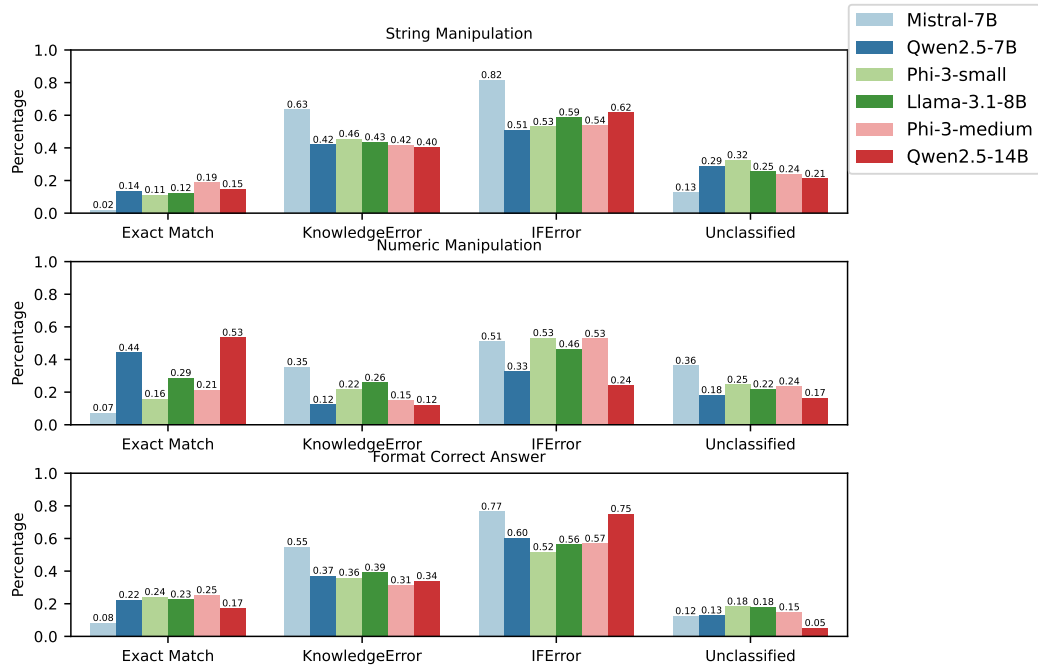 String Manipulation
Mistral-7B
Qwen2.5-7B
Phi-3-small
Llama-3.1-8B
Phi-3-medium
Qwen2.5-14B
Percentage
1.0
0.8
0.6
0.4
0.2
0.0
0.02 0.14 0.11 0.12 0.19 0.15
0.63 0.42 0.46 0.43 0.42 0.40
0.82 0.51 0.53 0.59 0.54 0.62
0.13 0.29 0.32 0.25 0.24 0.21
Exact Match KnowledgeError IFError Unclassified
Numeric Manipulation
Percentage
1.0
0.8
0.6
0.4
0.2
0.0
0.07 0.44 0.16 0.29 0.21 0.53
0.35 0.12 0.22 0.26 0.15 0.12
0.51 0.33 0.53 0.46 0.53 0.24
0.36 0.18 0.25 0.22 0.24 0.17
Exact Match KnowledgeError IFError Unclassified
Format Correct Answer
Percentage
1.0
0.8
0.6
0.4
0.2
0.0
0.08 0.22 0.24 0.23 0.25 0.17
0.55 0.37 0.36 0.39 0.31 0.34
0.77 0.60 0.52 0.56 0.57 0.75
0.12 0.13 0.18 0.18 0.15 0.05
Exact Match KnowledgeError IFError Unclassified